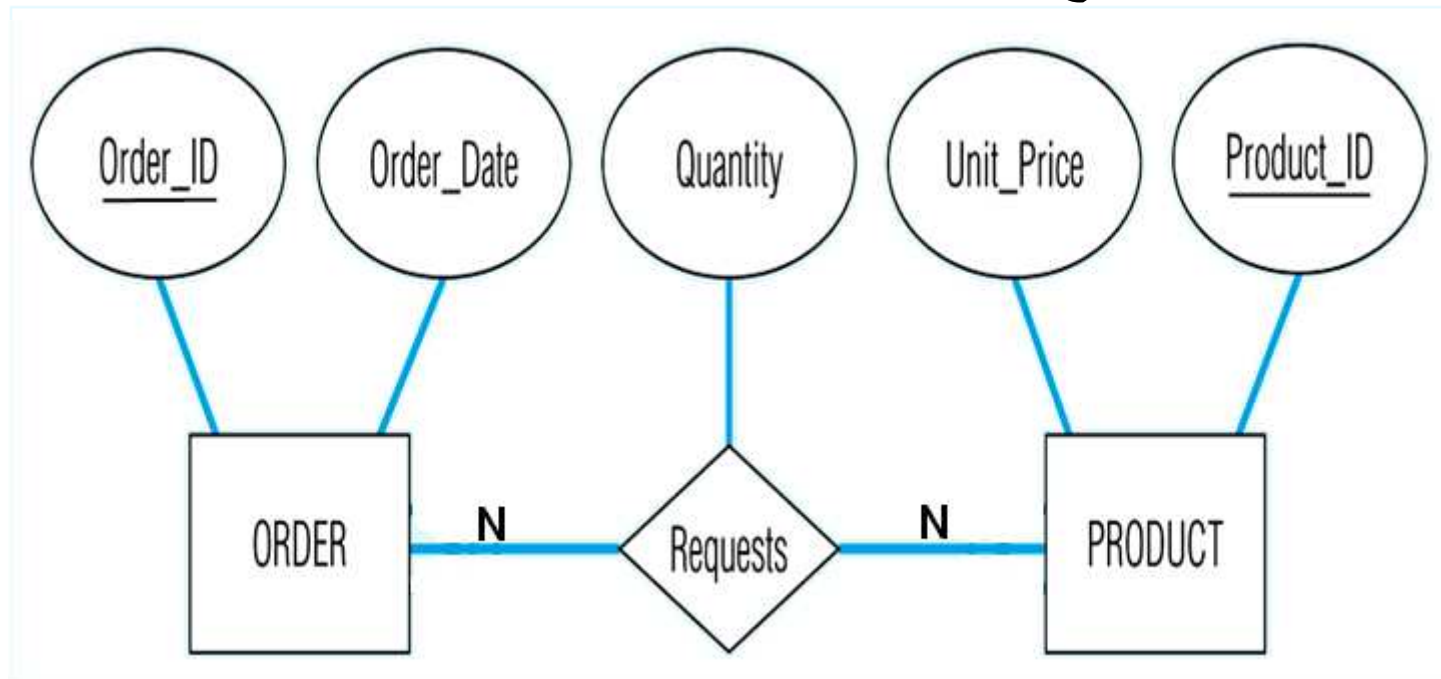 Order_ID
Order_Date
Quantity
Unit_Price
Product_ID
ORDER
N
Requests
N
PRODUCT